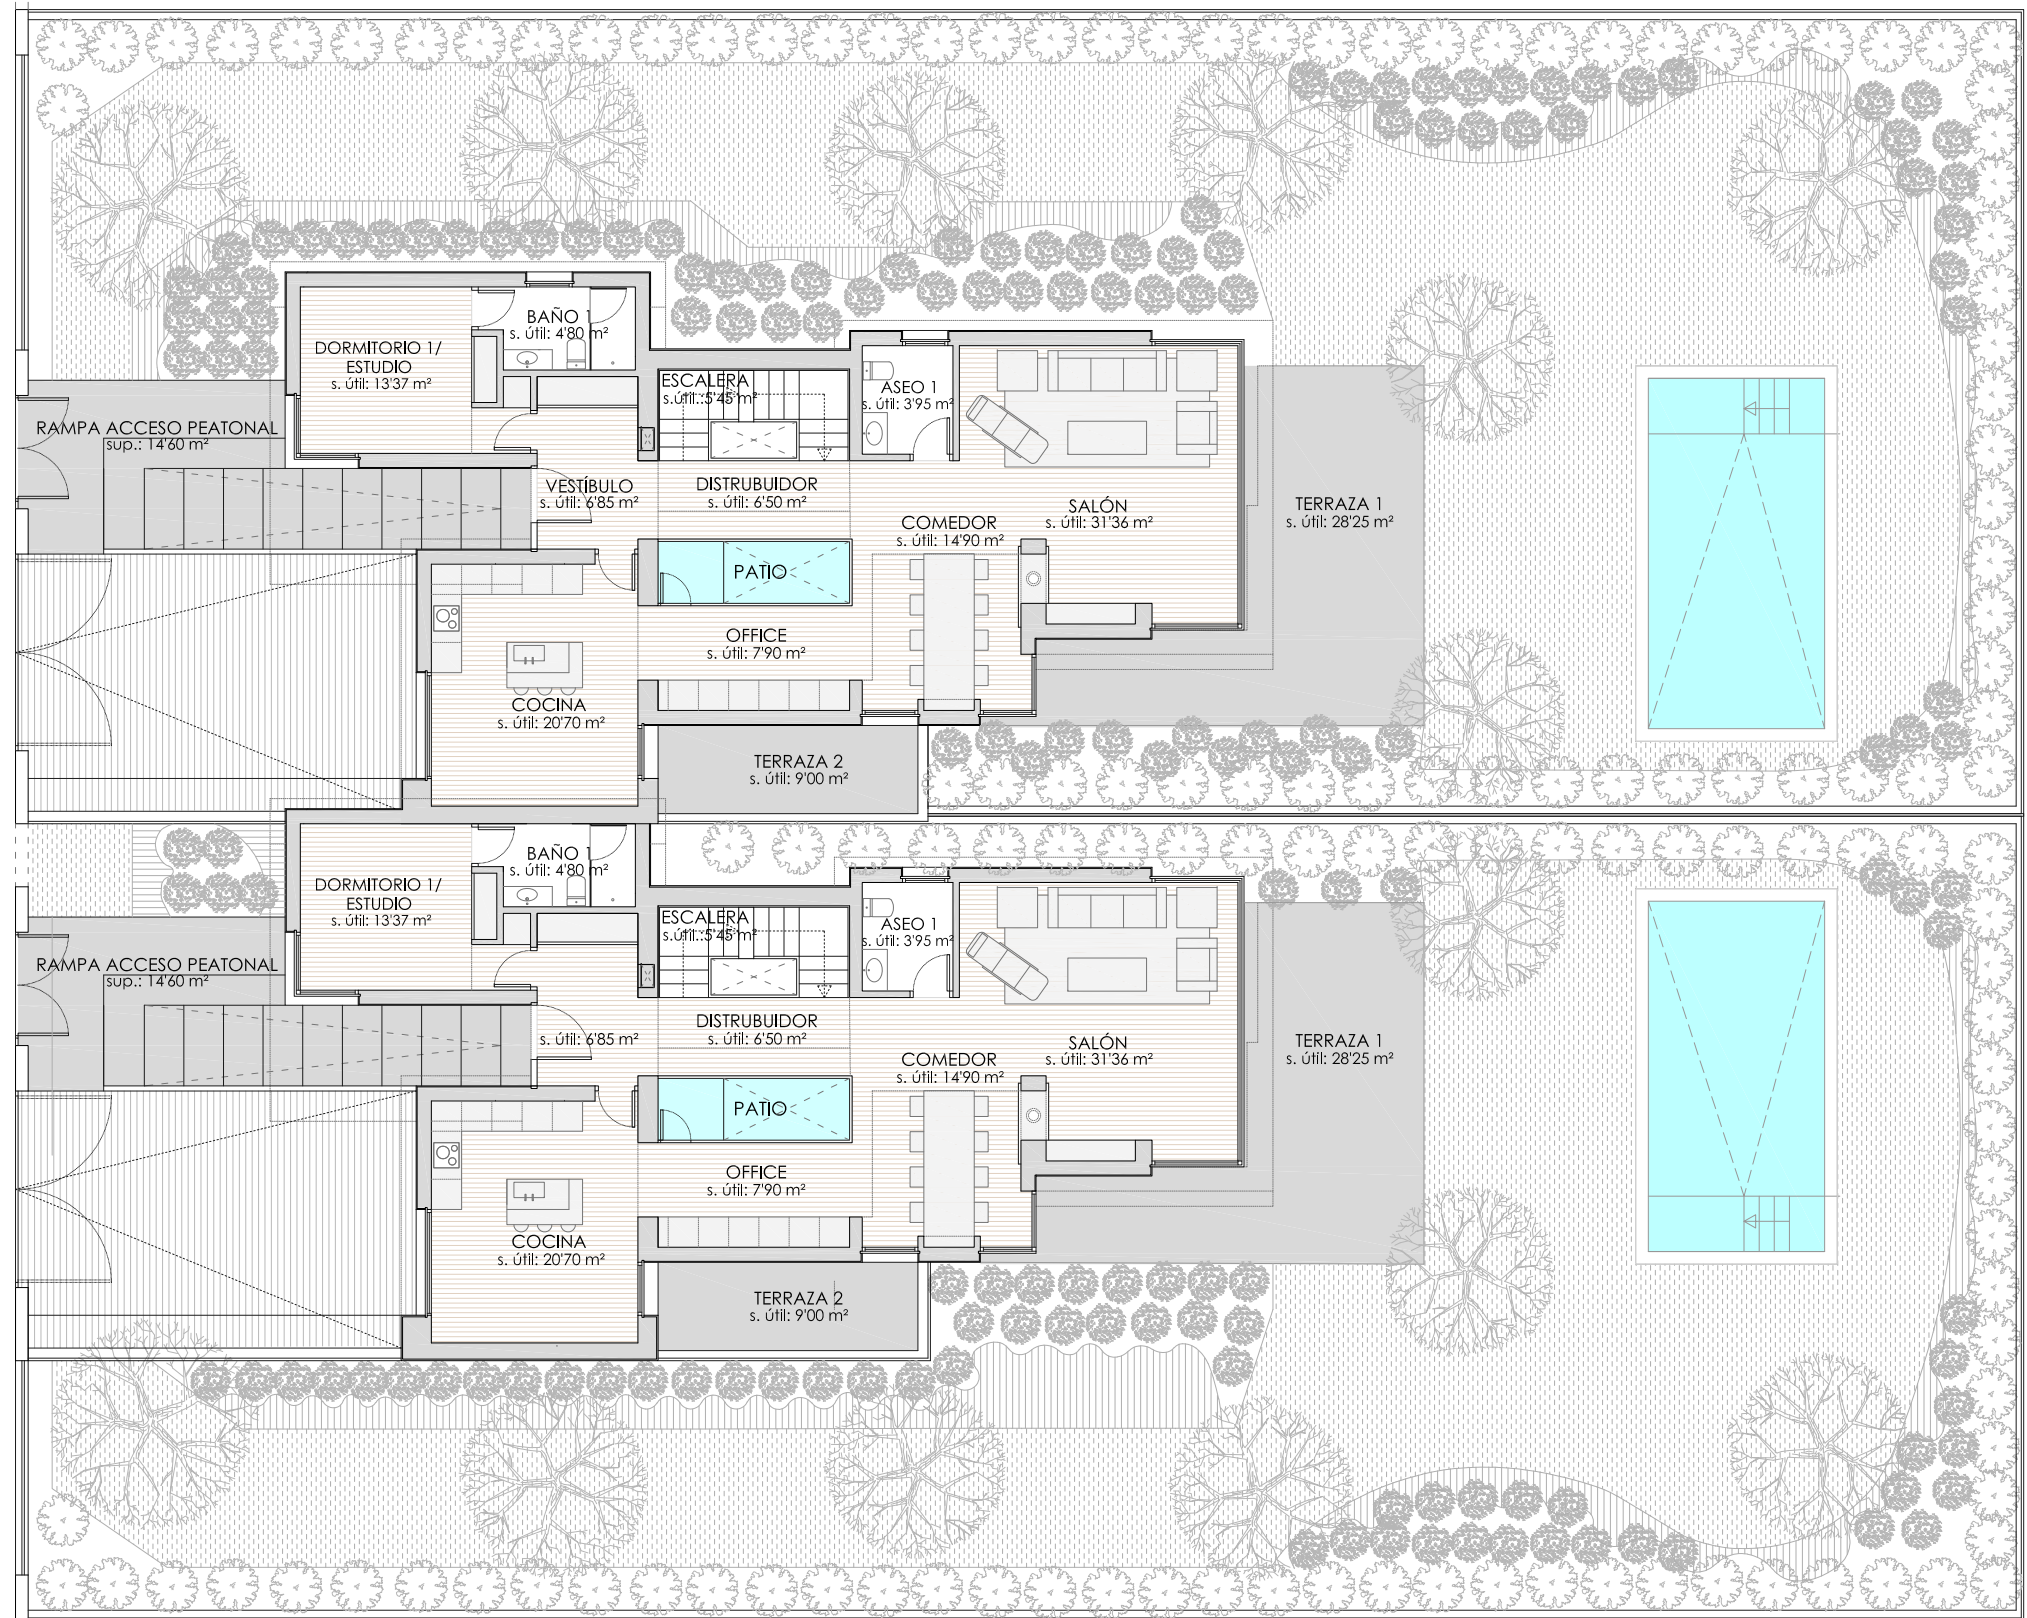 BAÑO 1
s. útil: 4'80 m²
DORMITORIO 1/
ESTUDIO
s. útil: 13'37 m²
ESCALERA
s.útil.:5'45 m²
ASEO 1
s. útil: 3'95 m²
RAMPA ACCESO PEATONAL
sup.: 14'60 m²
VESTÍBULO
s. útil: 6'85 m²
DISTRUBUIDOR
s. útil: 6'50 m²
SALÓN
s. útil: 31'36 m²
TERRAZA 1
s. útil: 28'25 m²
COMEDOR
s. útil: 14'90 m²
PATIO
OFFICE
s. útil: 7'90 m²
COCINA
s. útil: 20'70 m²
TERRAZA 2
s. útil: 9'00 m²
BAÑO 1
s. útil: 4'80 m²
DORMITORIO 1/
ESTUDIO
s. útil: 13'37 m²
ESCALERA
s.útil.:5'45 m²
ASEO 1
s. útil: 3'95 m²
RAMPA ACCESO PEATONAL
sup.: 14'60 m²
s. útil: 6'85 m²
DISTRUBUIDOR
s. útil: 6'50 m²
SALÓN
s. útil: 31'36 m²
TERRAZA 1
s. útil: 28'25 m²
COMEDOR
s. útil: 14'90 m²
PATIO
OFFICE
s. útil: 7'90 m²
COCINA
s. útil: 20'70 m²
TERRAZA 2
s. útil: 9'00 m²